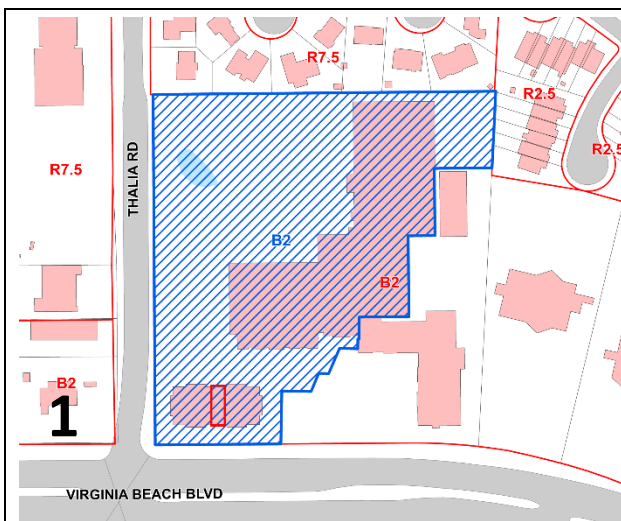 R7.5
R2.5
R7.5
THALIA RD
R2.5
B2
B2
B2
1
VIRGINIA BEACH BLVD